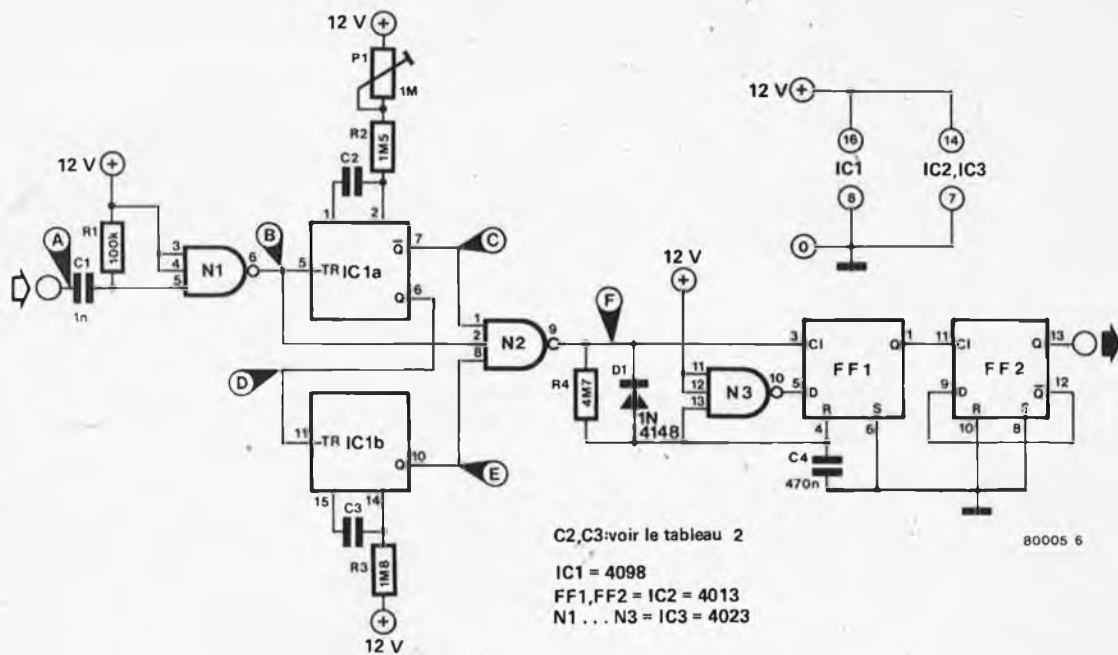 12 V
P1
1M
R2
1M5
C2
1
2
12 V
R1
100k
A
C1
1n
3
4
5
N1
6
B
5
TR
IC1a
Q
7
Q
6
C
D
11
TR
IC1b
Q
10
E
15
14
C3
R3
1M8
12 V
1
2
8
N2
9
F
R4
4M7
D1
1N
4148
12 V
11
12
13
N3
10
3
Cl
Q
1
5
D
FF1
R
S
4
6
C4
470n
11
Cl
Q
13
9
D
FF2
Q
12
R
S
10
8
12 V
16
14
IC1
IC2,IC3
8
7
0
C2,C3:voir le tableau 2
IC1 = 4098
FF1,FF2 = IC2 = 4013
N1 . . . N3 = IC3 = 4023
80005 6